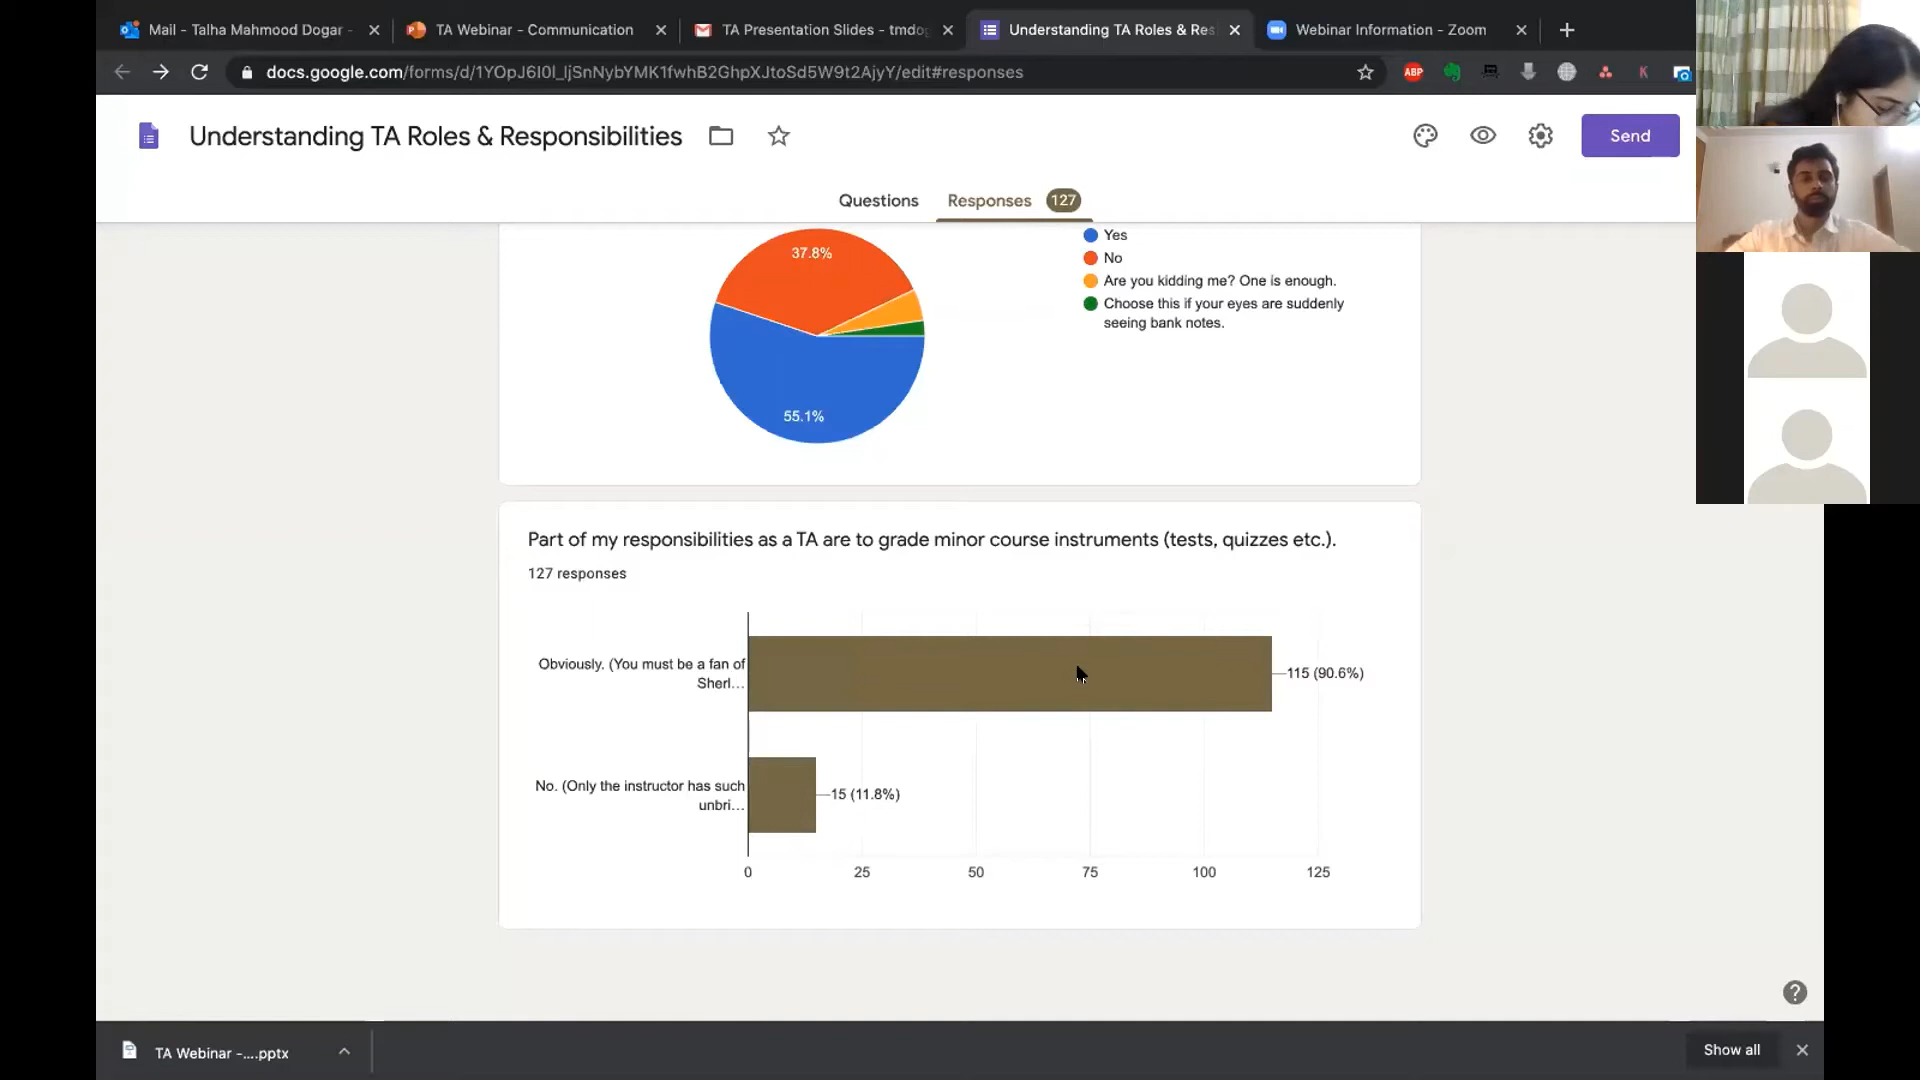 Mail - Talha Mahmood Dogar -
TA Webinar - Communication
TA Presentation Slides - tmdo
Understanding TA Roles & Res
Webinar Information - Zoom
docs.google.com/forms/d/1YOpJ6I0l_ljSnNybYMK1fwhB2GhpXJtoSd5W9t2AjyY/edit#responses
ABP
K
Understanding TA Roles & Responsibilities
Send
Questions
Responses 127
37.8%
55.1%
Yes
No
Are you kidding me? One is enough.
Choose this if your eyes are suddenly
seeing bank notes.
Part of my responsibilities as a TA are to grade minor course instruments (tests, quizzes etc.).
127 responses
Obviously. (You must be a fan of
Sherl...
115 (90.6%)
No. (Only the instructor has such
unbri...
15 (11.8%)
0 25 50 75 100 125
TA Webinar -....pptx
Show all